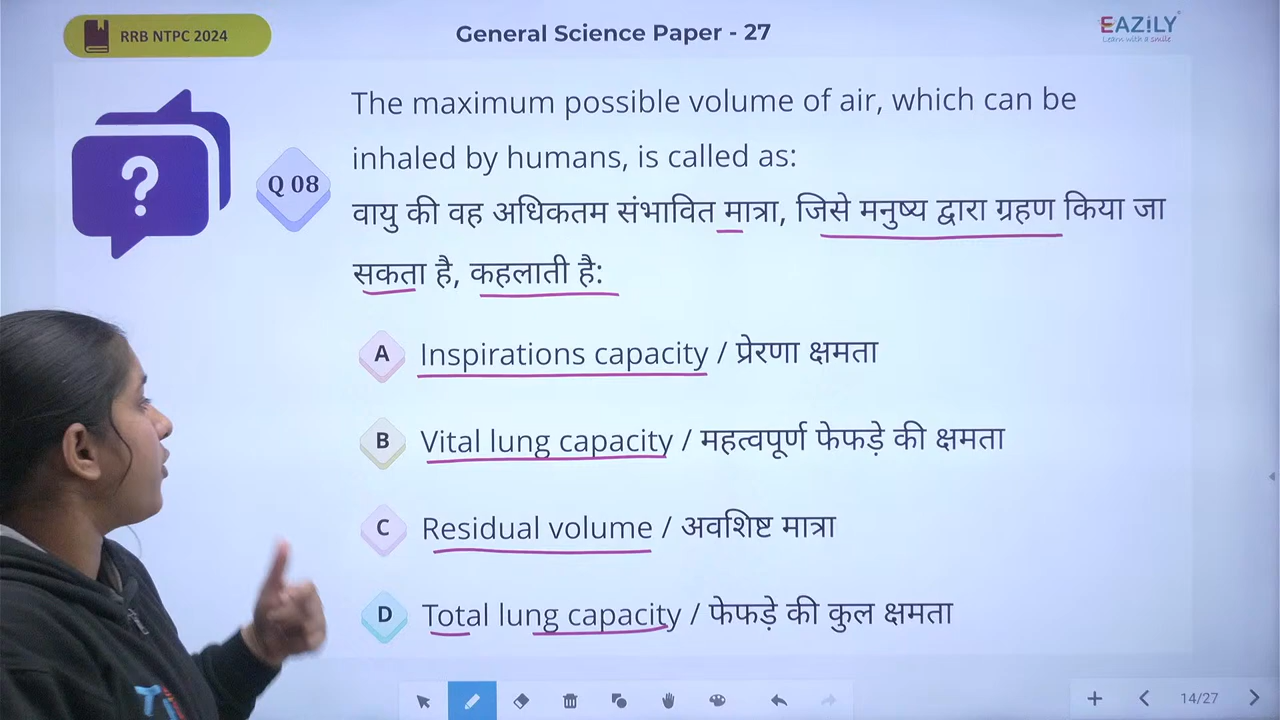 RRB NTPC 2024
General Science Paper - 27
EAZiLY
Learn with a smile
Q 08
The maximum possible volume of air, which can be
inhaled by humans, is called as:
वायु की वह अधिकतम संभावित मात्रा, जिसे मनुष्य द्वारा ग्रहण किया जा
सकता है, कहलाती है:
A Inspirations capacity / प्रेरणा क्षमता
B Vital lung capacity / महत्वपूर्ण फेफड़े की क्षमता
C Residual volume / अवशिष्ट मात्रा
D Total lung capacity / फेफड़े की कुल क्षमता
14/27